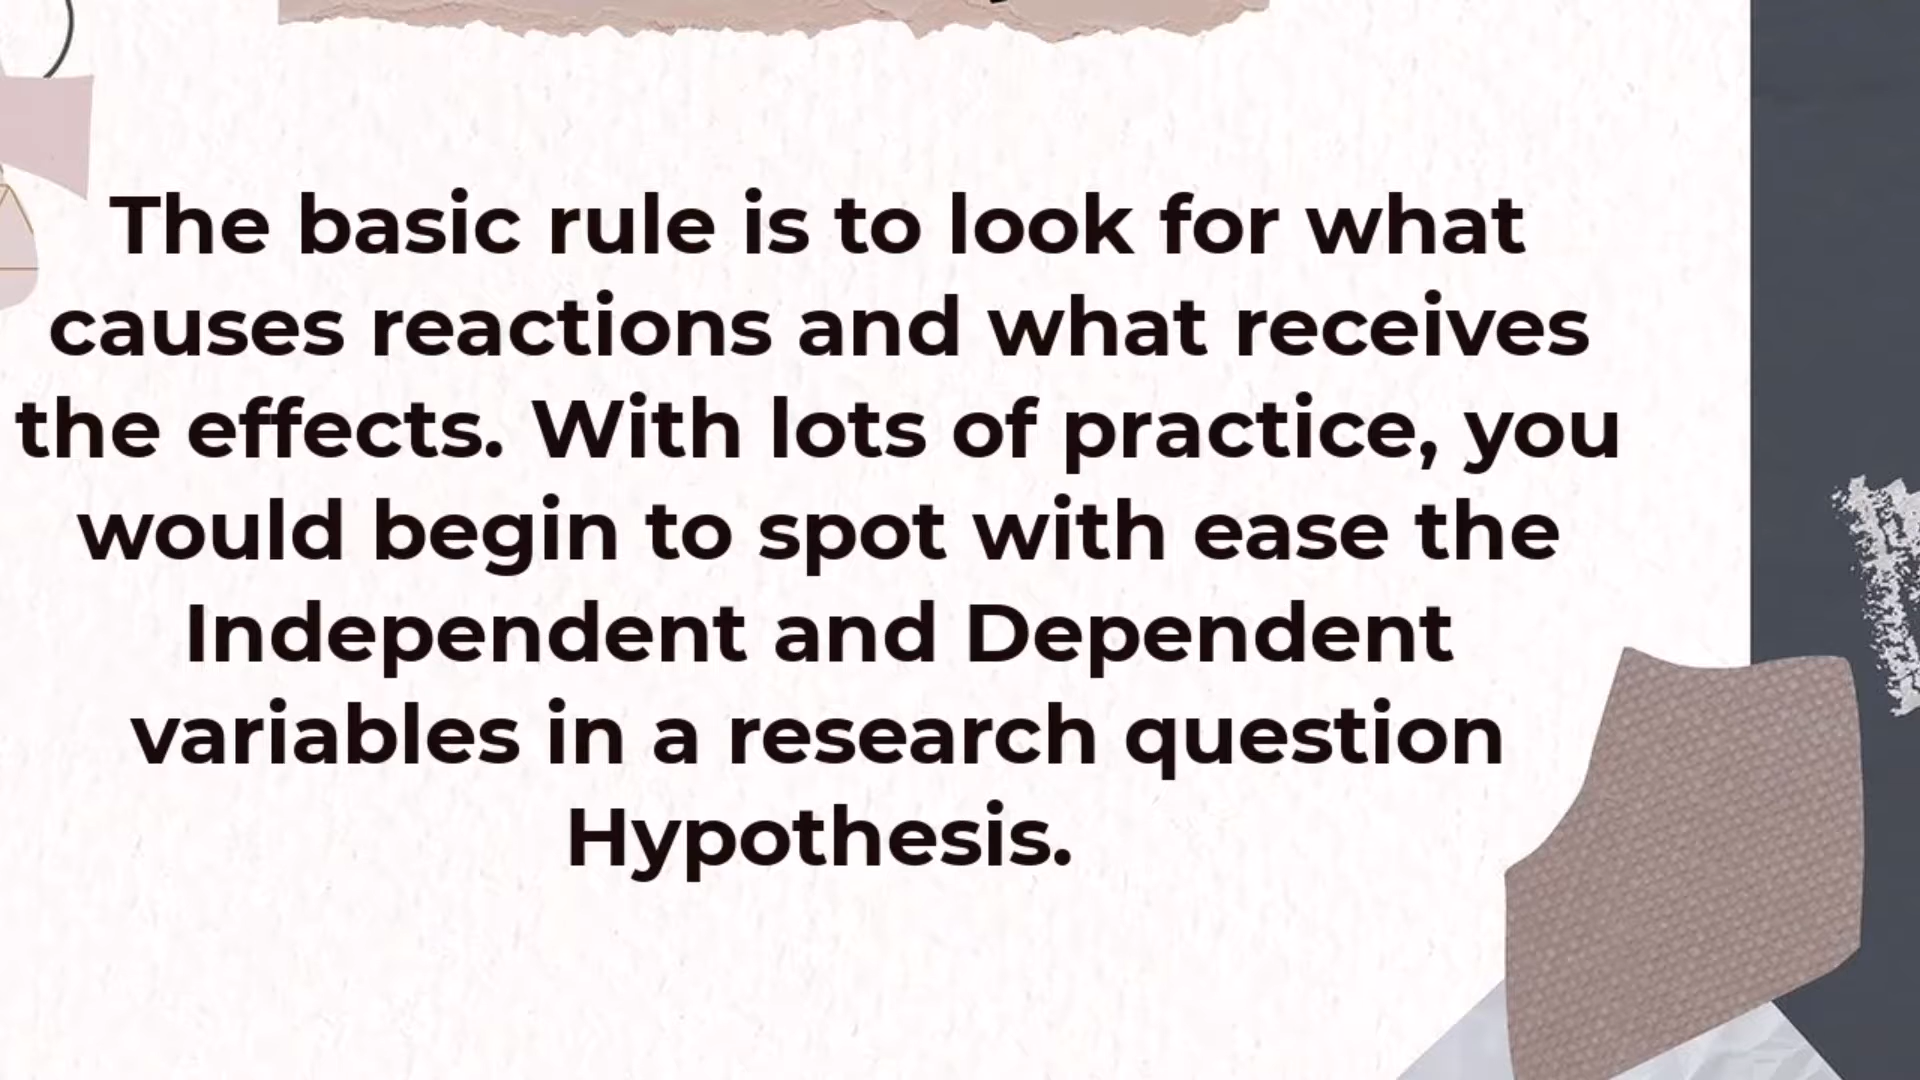 The basic rule is to look for what
causes reactions and what receives
the effects. With lots of practice, you
would begin to spot with ease the
Independent and Dependent
variables in a research question
Hypothesis.